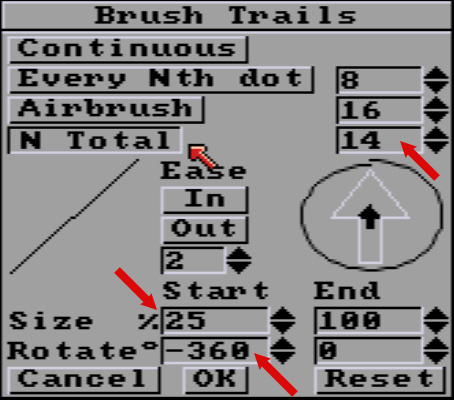 Brush Trails
Continuous
Every Nth dot 8
Airbrush 16
N Total 14
Ease
In
Out
2
Start End
Size % 25 100
Rotate° -360 0
Cancel OK Reset